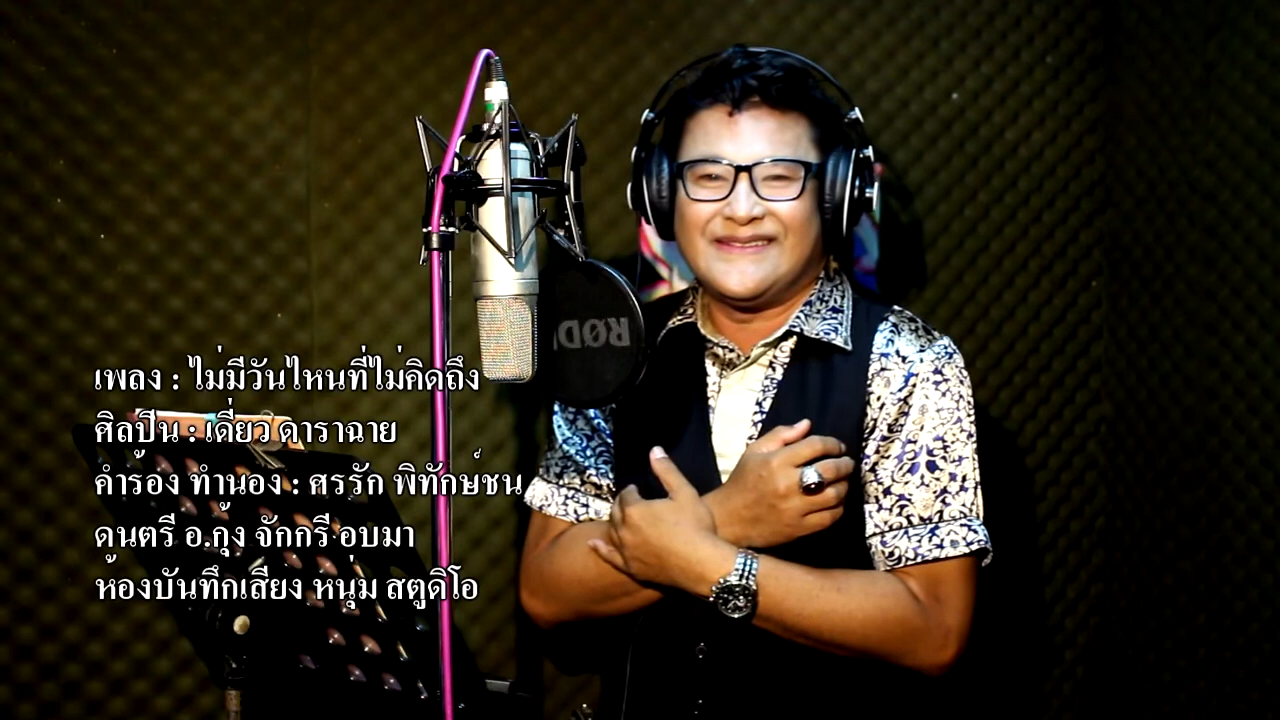 เพลง : ไม่มีวันไหนที่ไม่คิดถึง
ศิลปิน : เดี่ยว ดาราฉาย
คำร้อง ทำนอง : ศรรัก พิทักษ์ชน
ดนตรี อ.กุ้ง จักกรี อบมา
ห้องบันทึกเสียง หนุ่ม สตูดิโอ
RØDE